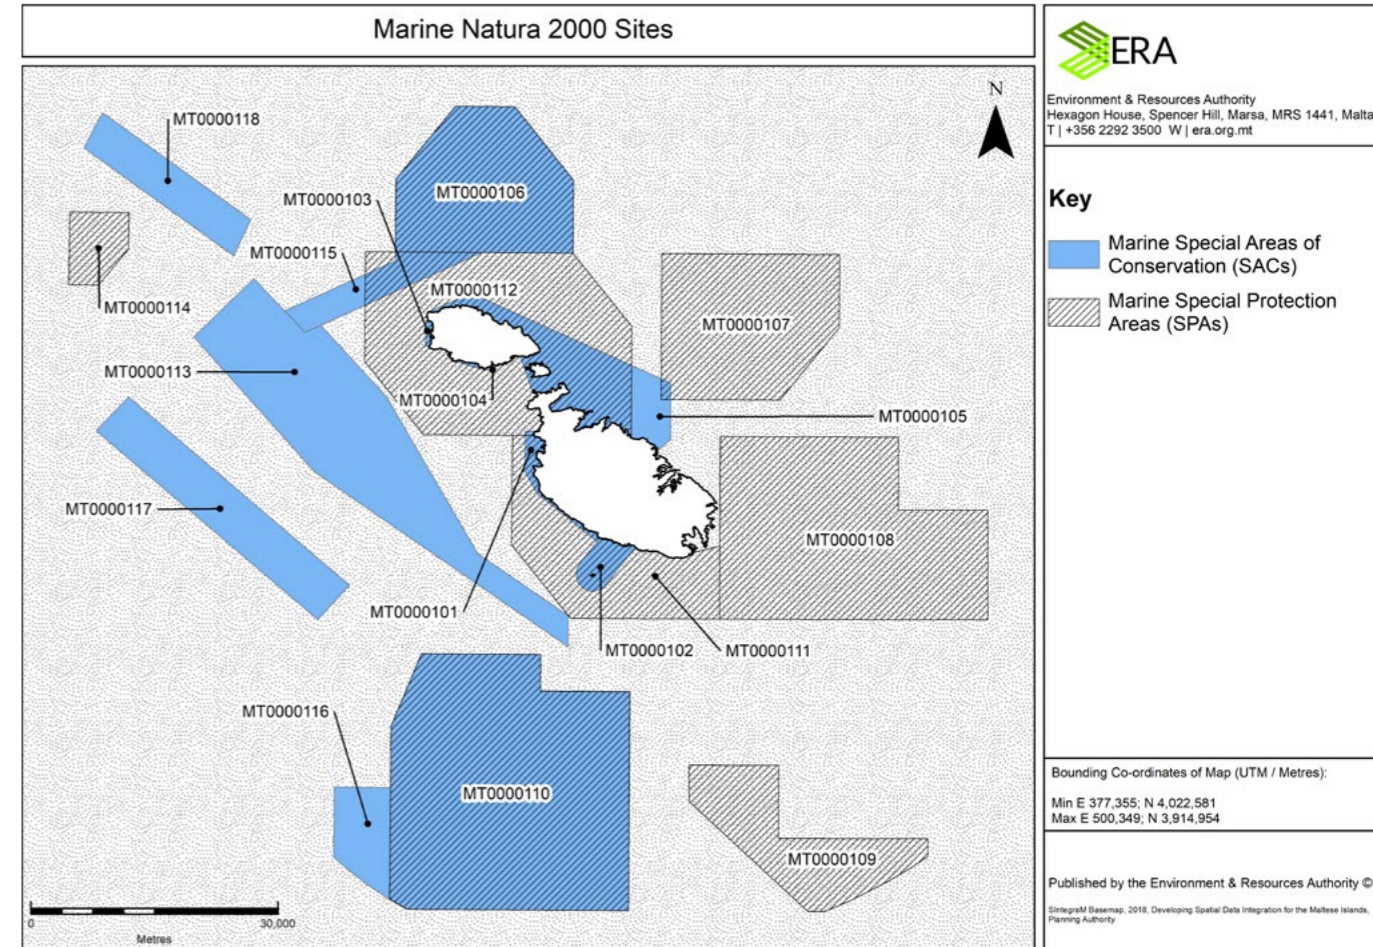 Marine Natura 2000 Sites
ERA
Environment & Resources Authority
Hexagon House, Spencer Hill, Marsa, MRS 1441, Malta
T | +356 2292 3500 W | era.org.mt
N
MT0000118
MT0000106
MT0000103
MT0000115
MT0000112
MT0000114
MT0000107
MT0000113
MT0000104
MT0000105
MT0000117
MT0000108
MT0000101
MT0000102
MT0000111
MT0000116
MT0000110
MT0000109
0
30,000
Metres
Key
Marine Special Areas of
Conservation (SACs)
Marine Special Protection
Areas (SPAs)
Bounding Co-ordinates of Map (UTM / Metres):
Min E 377,355; N 4,022,581
Max E 500,349; N 3,914,954
Published by the Environment & Resources Authority ©
SIntegraM Basemap, 2018, Developing Spatial Data Integration for the Maltese Islands,
Planning Authority